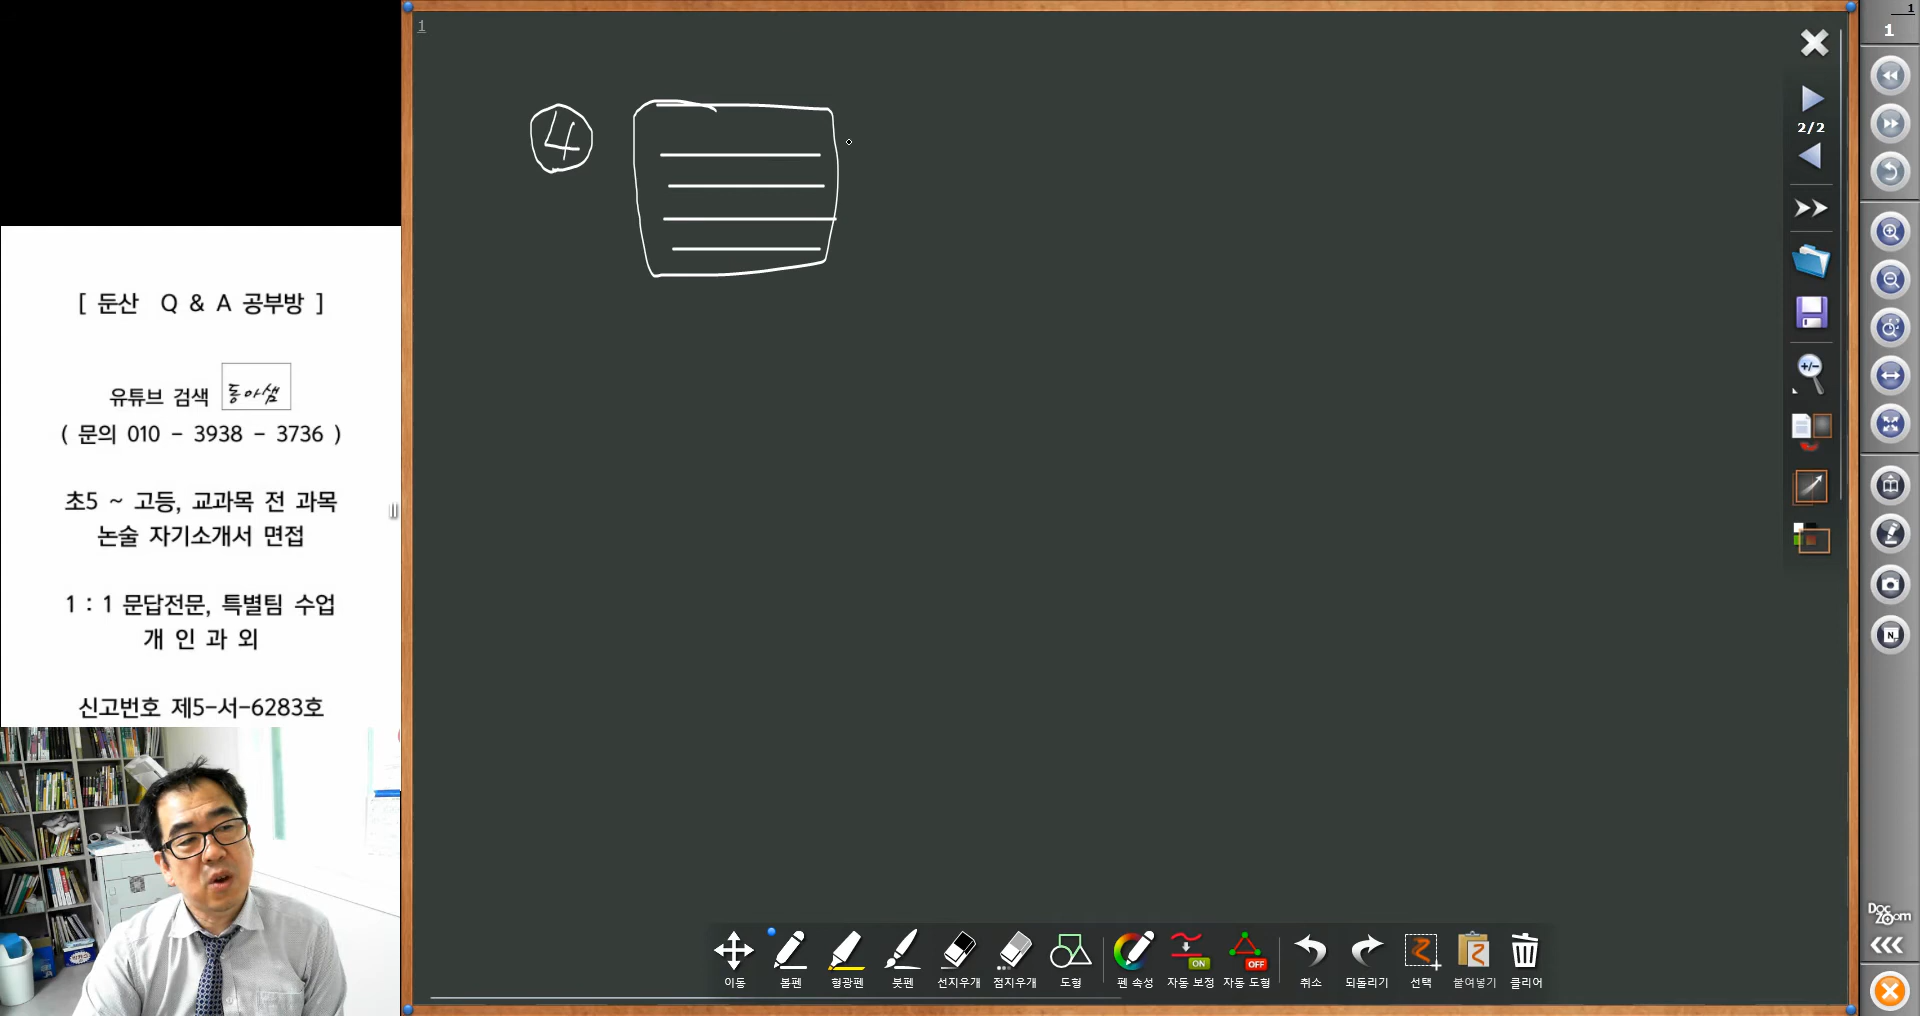 [ 둔산 Q & A 공부방 ]
유튜브 검색 동아샘
( 문의 010 - 3938 - 3736 )
초5 ~ 고등, 교과목 전 과목
논술 자기소개서 면접
1 : 1 문답전문, 특별팀 수업
개 인 과 외
신고번호 제5-서-6283호
1
4
2/2
1
1
+/-
N
Doc
Zoom
ON
OFF
이동
볼펜
형광펜
붓펜
선지우개
점지우개
도형
펜 속성
자동 보정
자동 도형
취소
되돌리기
선택
붙여넣기
클리어